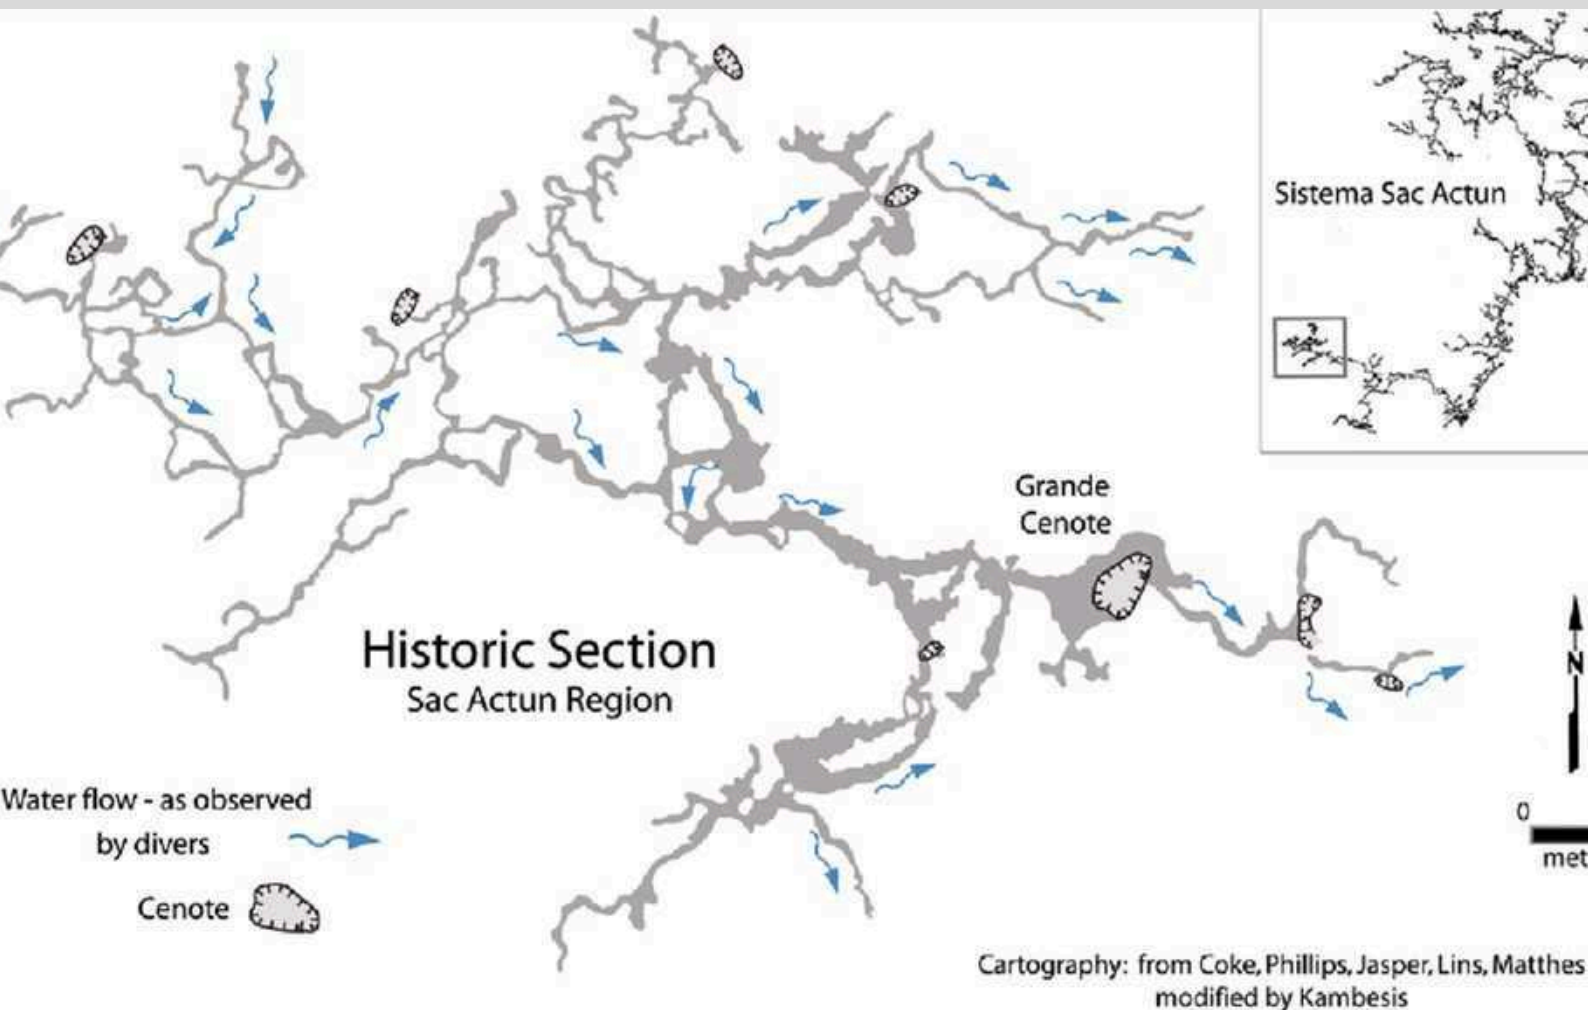 Sistema Sac Actun
Grande
Cenote
Historic Section
Sac Actun Region
N
0
met
Water flow - as observed
by divers
Cenote
Cartography: from Coke, Phillips, Jasper, Lins, Matthes
modified by Kambesis